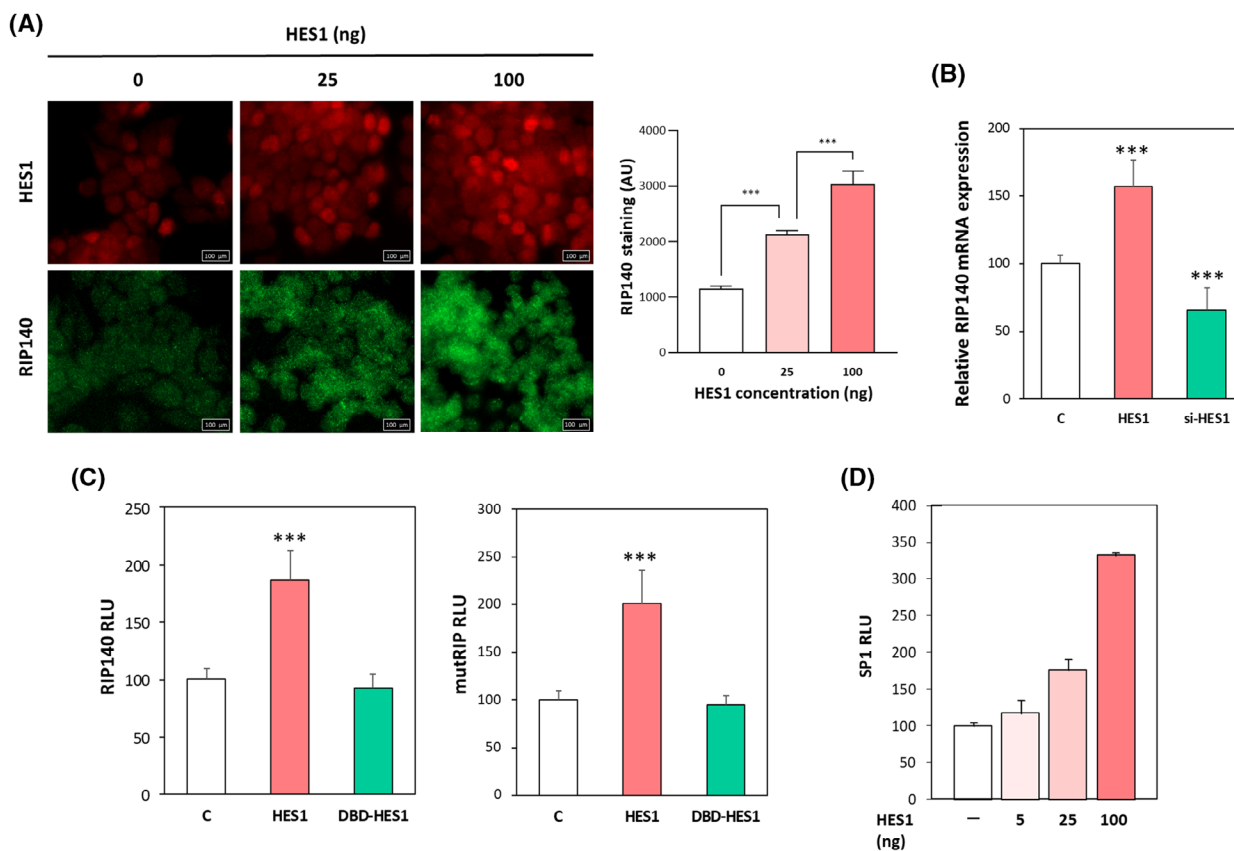 (A)
HES1 (ng)
0 25 100
HES1
100 µm 100 µm 100 µm
RIP140
100 µm 100 µm 100 µm
RIP140 staining (AU)
4000
3000
2000
1000
0
***
***
0 25 100
HES1 concentration (ng)
(B)
Relative RIP140 mRNA expression
200
150
100
50
0
***
***
C HES1 si-HES1
(C)
RIP140 RLU
250
200
150
100
50
0
***
C HES1 DBD-HES1
mutRIP RLU
300
250
200
150
100
50
0
***
C HES1 DBD-HES1
(D)
SP1 RLU
400
350
300
250
200
150
100
50
0
HES1 — 5 25 100
(ng)